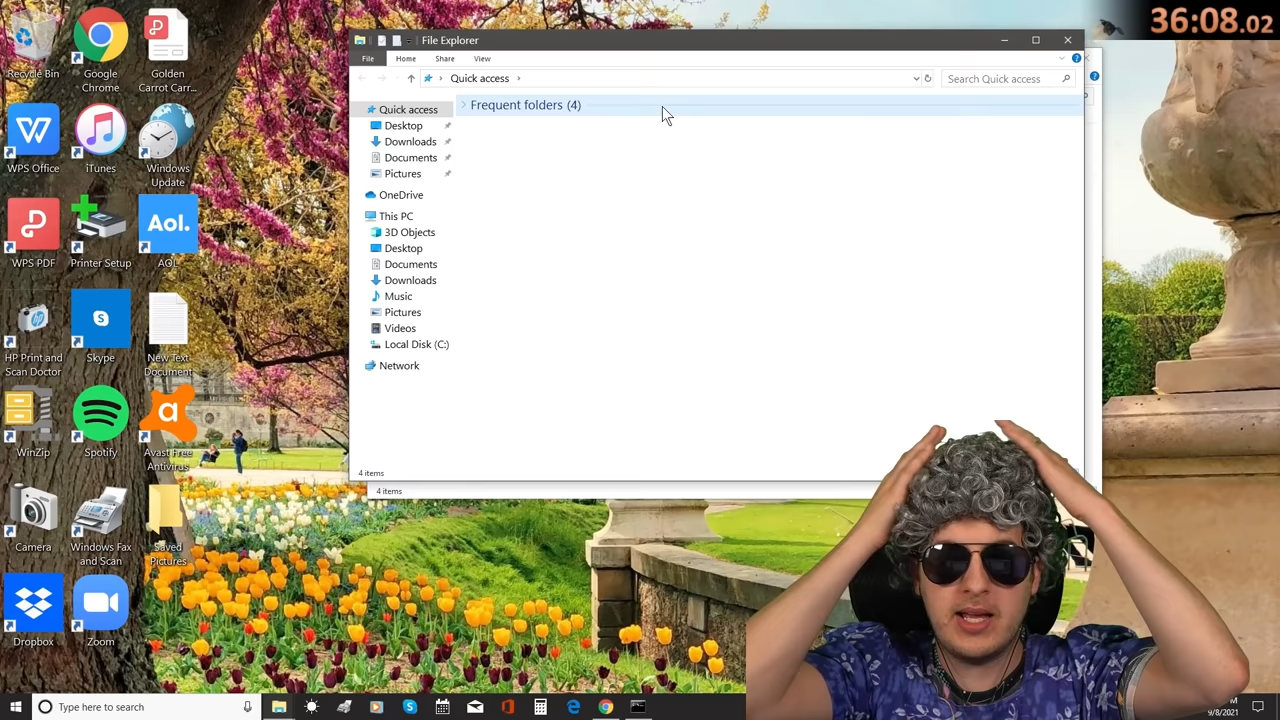 36:08.02
File Explorer
File
Home
Share
View
Quick access
Search Quick access
Quick access
Desktop
Downloads
Documents
Pictures
OneDrive
This PC
3D Objects
Desktop
Documents
Downloads
Music
Pictures
Videos
Local Disk (C:)
Network
Frequent folders (4)
4 items
4 items
Recycle Bin
Google
Chrome
Golden
Carrot Carr...
WPS Office
iTunes
Windows
Update
WPS PDF
Printer Setup
Aol.
AOL
HP Print and
Scan Doctor
Skype
New Text
Document
WinZip
Spotify
Avast Free
Antivirus
Camera
Windows Fax
and Scan
Saved
Pictures
Dropbox
Zoom
Type here to search
9/8/2021